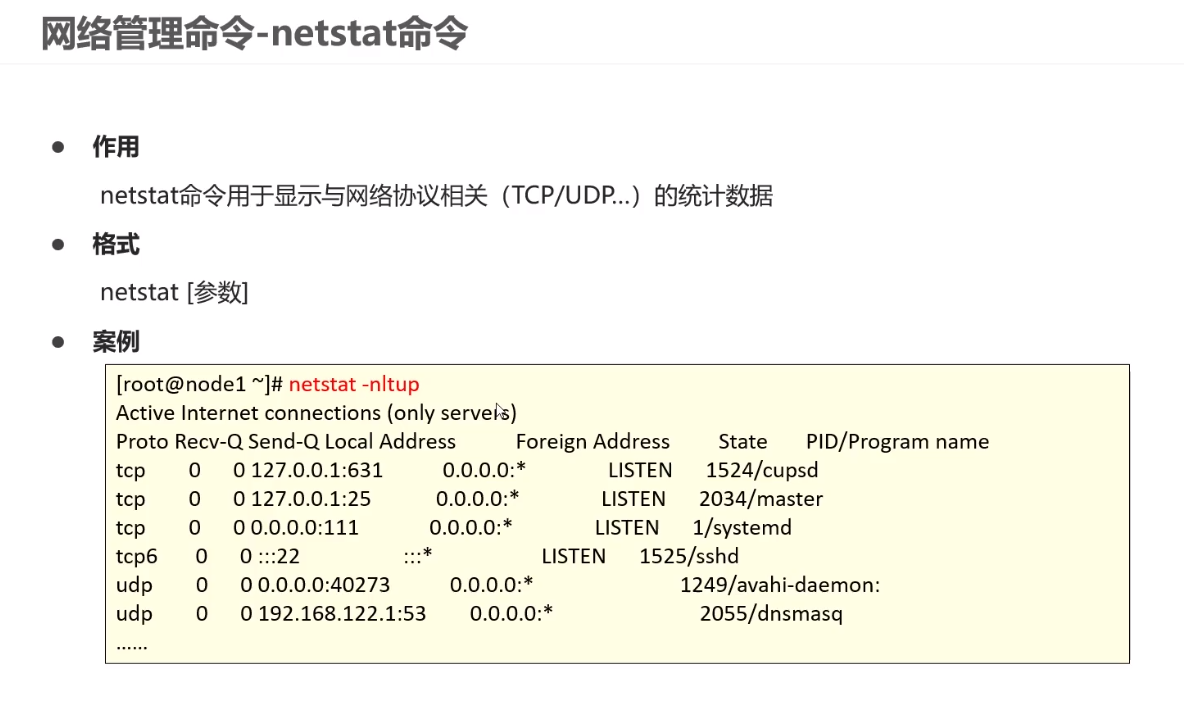 网络管理命令-netstat命令
● 作用
netstat命令用于显示与网络协议相关（TCP/UDP...）的统计数据
● 格式
netstat [参数]
● 案例
[root@node1 ~]# netstat -nltup
Active Internet connections (only servers)
Proto Recv-Q Send-Q Local Address Foreign Address State PID/Program name
tcp 0 0 127.0.0.1:631 0.0.0.0:* LISTEN 1524/cupsd
tcp 0 0 127.0.0.1:25 0.0.0.0:* LISTEN 2034/master
tcp 0 0 0.0.0.0:111 0.0.0.0:* LISTEN 1/systemd
tcp6 0 0 :::22 :::* LISTEN 1525/sshd
udp 0 0 0.0.0.0:40273 0.0.0.0:* 1249/avahi-daemon:
udp 0 0 192.168.122.1:53 0.0.0.0:* 2055/dnsmasq
......